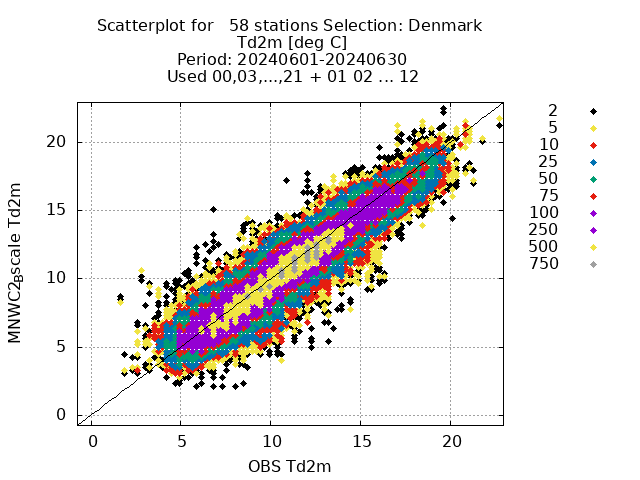 Scatterplot for 58 stations Selection: Denmark
Td2m [deg C]
Period: 20240601-20240630
Used 00,03,...,21 + 01 02 ... 12
2
5
10
25
50
75
100
250
500
750
20
15
10
5
0
MNWC2.gscale Td2m
0 5 10 15 20
OBS Td2m